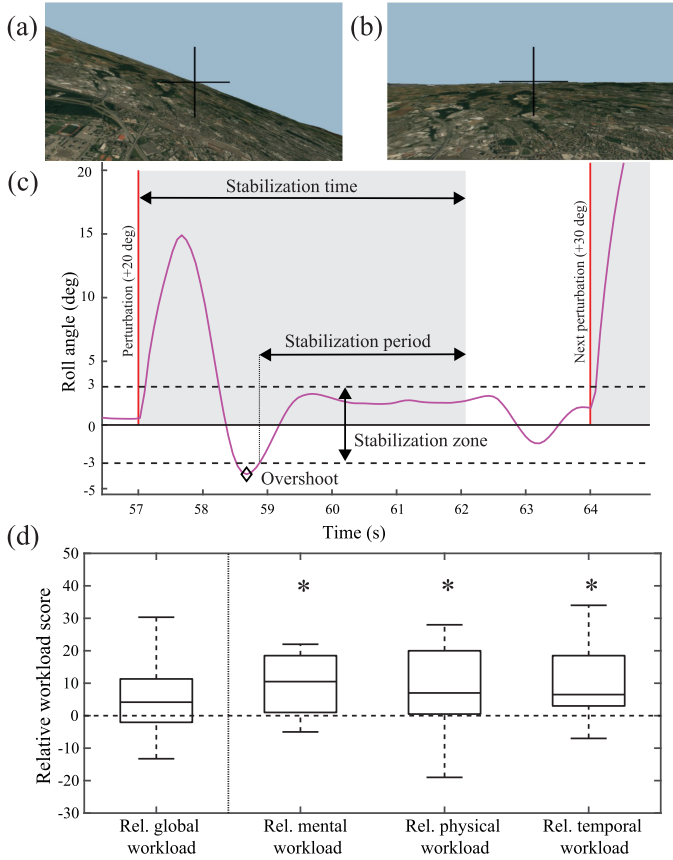 (a)
(b)
(c)
20
15
10
5
3
0
-3
-5
Roll angle (deg)
Perturbation (+20 deg)
Stabilization time
Stabilization period
Stabilization zone
Overshoot
Next perturbation (+30 deg)
57 58 59 60 61 62 63 64
Time (s)
(d)
50
40
30
20
10
0
-10
-20
-30
Relative workload score
* * *
Rel. global workload
Rel. mental workload
Rel. physical workload
Rel. temporal workload